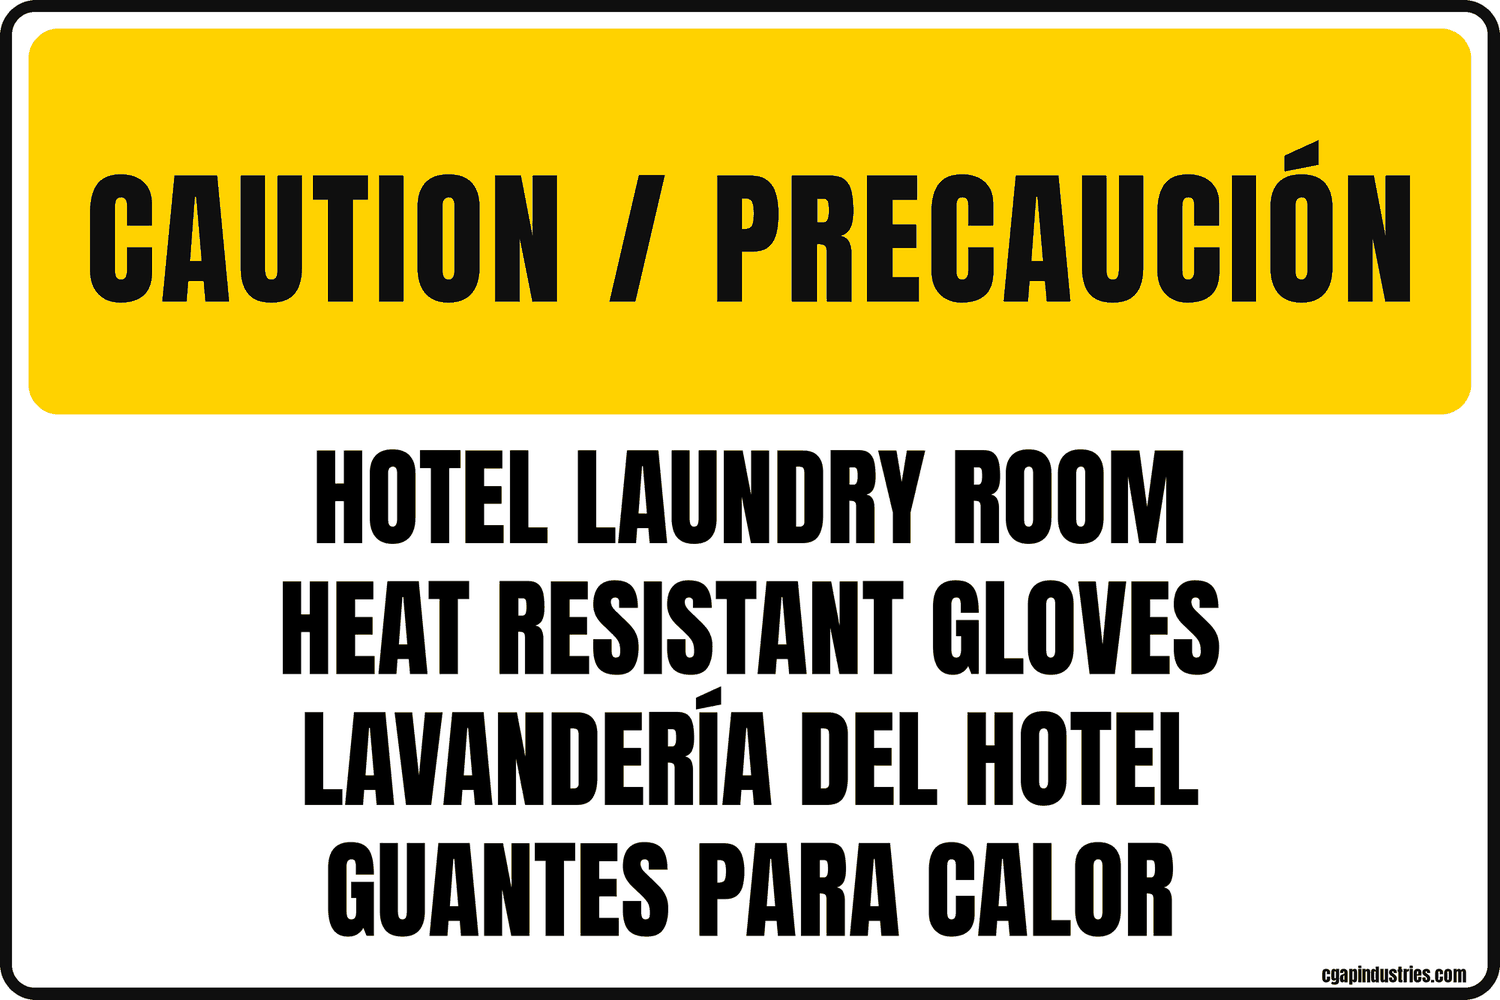 CAUTION / PRECAUCIÓN
HOTEL LAUNDRY ROOM
HEAT RESISTANT GLOVES
LAVANDERÍA DEL HOTEL
GUANTES PARA CALOR
cgapindustries.com